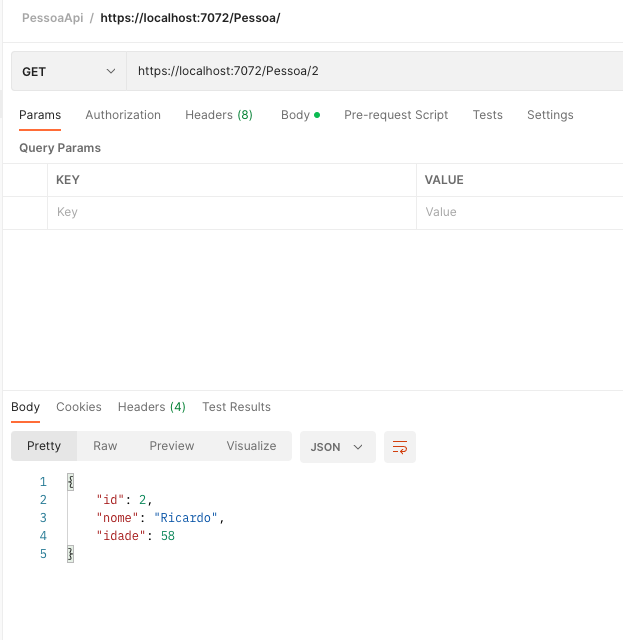 PessoaApi / https://localhost:7072/Pessoa/
GET https://localhost:7072/Pessoa/2
Params Authorization Headers (8) Body Pre-request Script Tests Settings
Query Params
KEY VALUE
Key Value
Body Cookies Headers (4) Test Results
Pretty Raw Preview Visualize JSON
1 {
2 "id": 2,
3 "nome": "Ricardo",
4 "idade": 58
5 }